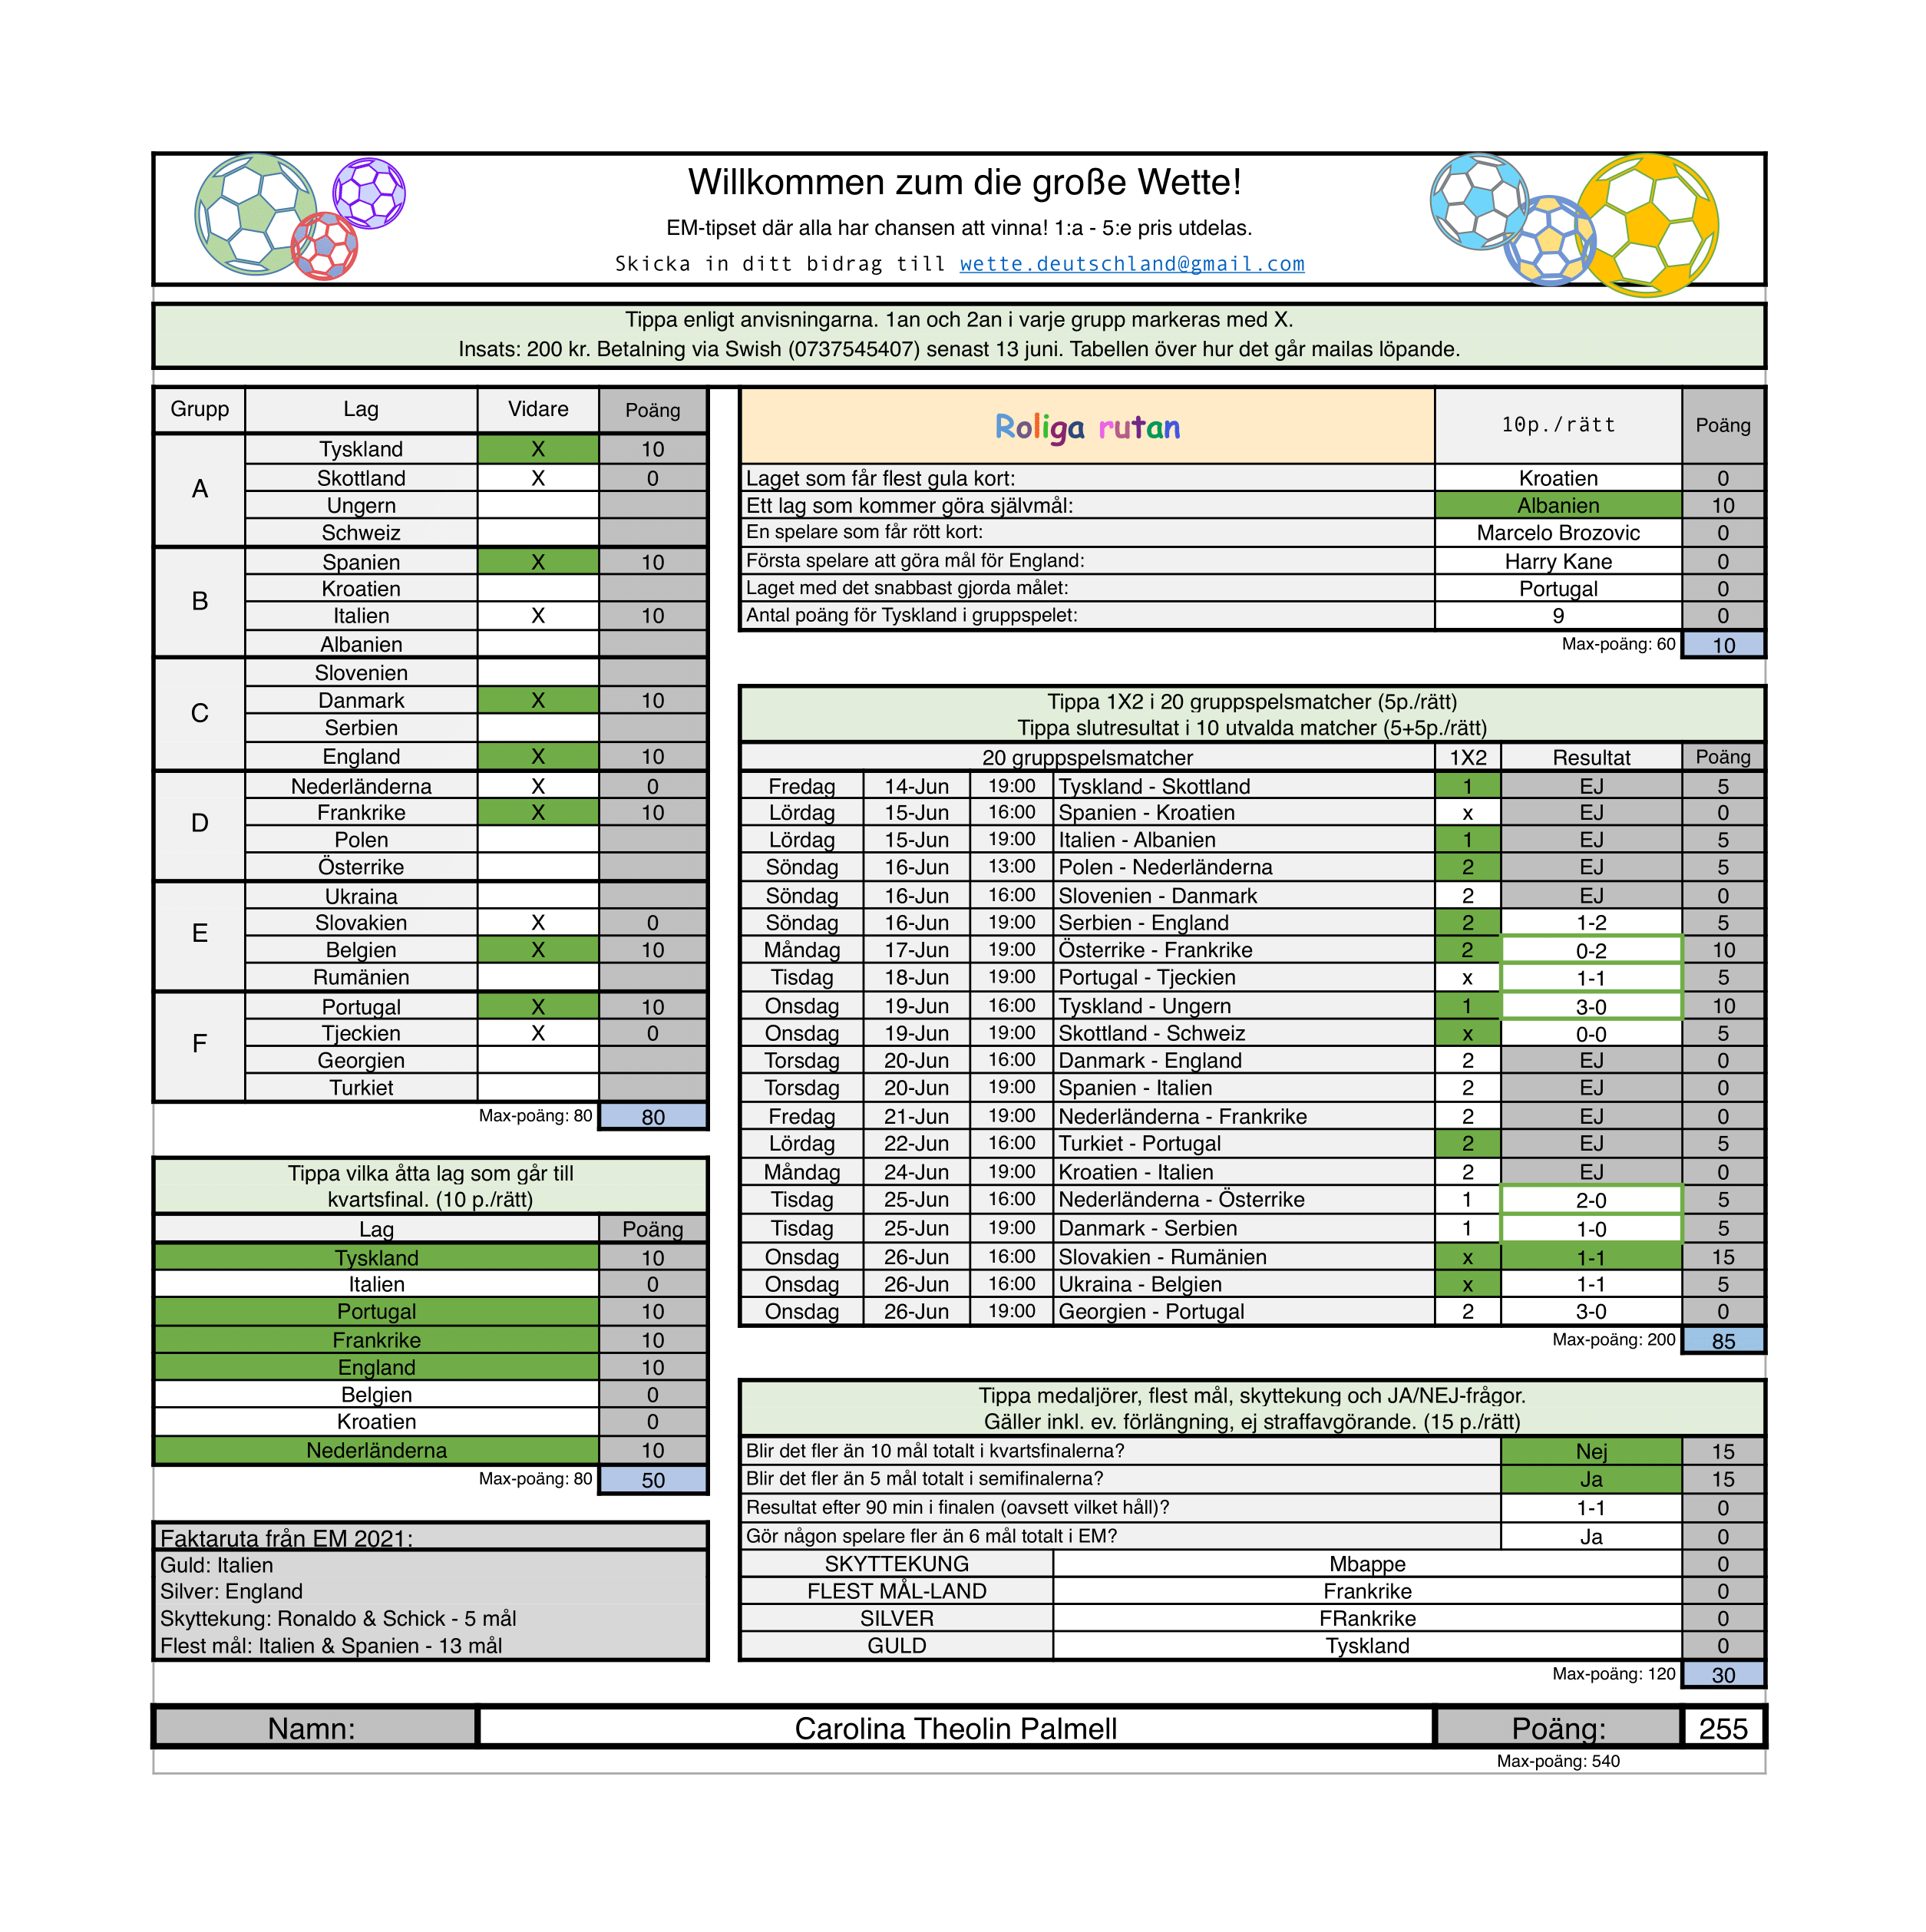 Willkommen zum die große Wette!
EM-tipset där alla har chansen att vinna! 1:a - 5:e pris utdelas.
Skicka in ditt bidrag till wette.deutschland@gmail.com
Tippa enligt anvisningarna. 1an och 2an i varje grupp markeras med X.
Insats: 200 kr. Betalning via Swish (0737545407) senast 13 juni. Tabellen över hur det går mailas löpande.
Grupp Lag Vidare Poäng
A
Tyskland X 10
Skottland X 0
Ungern
Schweiz
B
Spanien X 10
Kroatien
Italien X 10
Albanien
C
Slovenien
Danmark X 10
Serbien
England X 10
D
Nederländerna X 0
Frankrike X 10
Polen
Österrike
E
Ukraina
Slovakien X 0
Belgien X 10
Rumänien
F
Portugal X 10
Tjeckien X 0
Georgien
Turkiet
Max-poäng: 80 80
Tippa vilka åtta lag som går till
kvartsfinal. (10 p./rätt)
Lag Poäng
Tyskland 10
Italien 0
Portugal 10
Frankrike 10
England 10
Belgien 0
Kroatien 0
Nederländerna 10
Max-poäng: 80 50
Faktaruta från EM 2021:
Guld: Italien
Silver: England
Skyttekung: Ronaldo & Schick - 5 mål
Flest mål: Italien & Spanien - 13 mål
Roliga rutan 10p./rätt Poäng
Laget som får flest gula kort: Kroatien 0
Ett lag som kommer göra självmål: Albanien 10
En spelare som får rött kort: Marcelo Brozovic 0
Första spelare att göra mål för England: Harry Kane 0
Laget med det snabbast gjorda målet: Portugal 0
Antal poäng för Tyskland i gruppspelet: 9 0
Max-poäng: 60 10
Tippa 1X2 i 20 gruppspelsmatcher (5p./rätt)
Tippa slutresultat i 10 utvalda matcher (5+5p./rätt)
20 gruppspelsmatcher 1X2 Resultat Poäng
Fredag 14-Jun 19:00 Tyskland - Skottland 1 EJ 5
Lördag 15-Jun 16:00 Spanien - Kroatien x EJ 0
Lördag 15-Jun 19:00 Italien - Albanien 1 EJ 5
Söndag 16-Jun 13:00 Polen - Nederländerna 2 EJ 5
Söndag 16-Jun 16:00 Slovenien - Danmark 2 EJ 0
Söndag 16-Jun 19:00 Serbien - England 2 1-2 5
Måndag 17-Jun 19:00 Österrike - Frankrike 2 0-2 10
Tisdag 18-Jun 19:00 Portugal - Tjeckien x 1-1 5
Onsdag 19-Jun 16:00 Tyskland - Ungern 1 3-0 10
Onsdag 19-Jun 19:00 Skottland - Schweiz x 0-0 5
Torsdag 20-Jun 16:00 Danmark - England 2 EJ 0
Torsdag 20-Jun 19:00 Spanien - Italien 2 EJ 0
Fredag 21-Jun 19:00 Nederländerna - Frankrike 2 EJ 0
Lördag 22-Jun 16:00 Turkiet - Portugal 2 EJ 5
Måndag 24-Jun 19:00 Kroatien - Italien 2 EJ 0
Tisdag 25-Jun 16:00 Nederländerna - Österrike 1 2-0 5
Tisdag 25-Jun 19:00 Danmark - Serbien 1 1-0 5
Onsdag 26-Jun 16:00 Slovakien - Rumänien x 1-1 15
Onsdag 26-Jun 16:00 Ukraina - Belgien x 1-1 5
Onsdag 26-Jun 19:00 Georgien - Portugal 2 3-0 0
Max-poäng: 200 85
Tippa medaljörer, flest mål, skyttekung och JA/NEJ-frågor.
Gäller inkl. ev. förlängning, ej straffavgörande. (15 p./rätt)
Blir det fler än 10 mål totalt i kvartsfinalerna? Nej 15
Blir det fler än 5 mål totalt i semifinalerna? Ja 15
Resultat efter 90 min i finalen (oavsett vilket håll)? 1-1 0
Gör någon spelare fler än 6 mål totalt i EM? Ja 0
SKYTTEKUNG Mbappe 0
FLEST MÅL-LAND Frankrike 0
SILVER FRankrike 0
GULD Tyskland 0
Max-poäng: 120 30
Namn: Carolina Theolin Palmell Poäng: 255
Max-poäng: 540